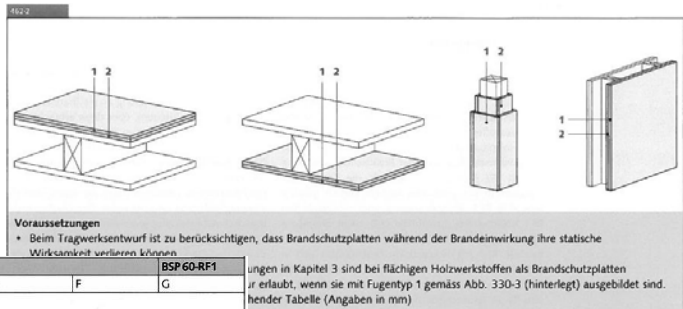 462-2
1 2
1 2
1 2
1
2
Voraussetzungen
• Beim Tragwerksentwurf ist zu berücksichtigen, dass Brandschutzplatten während der Brandeinwirkung ihre statische
Wirksamkeit verlieren können
BSP 60-RF1
F G
ungen in Kapitel 3 sind bei flächigen Holzwerkstoffen als Brandschutzplatten
ur erlaubt, wenn sie mit Fugentyp 1 gemäss Abb. 330-3 (hinterlegt) ausgebildet sind.
hender Tabelle (Angaben in mm)